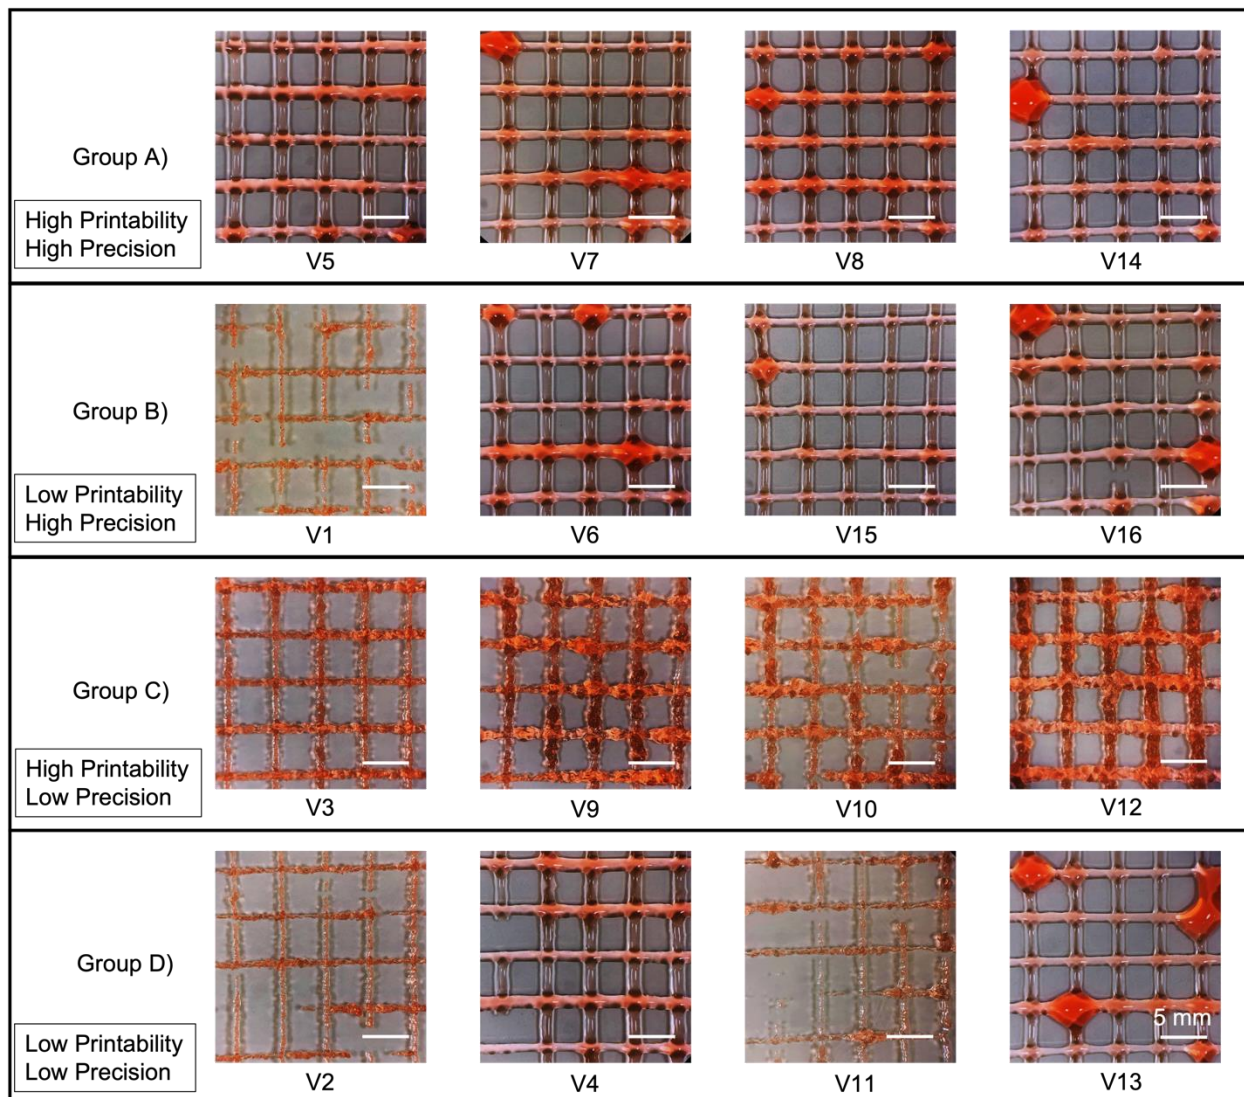 Group A)
High Printability
High Precision
V5
V7
V8
V14
Group B)
Low Printability
High Precision
V1
V6
V15
V16
Group C)
High Printability
Low Precision
V3
V9
V10
V12
Group D)
Low Printability
Low Precision
5 mm
V2
V4
V11
V13